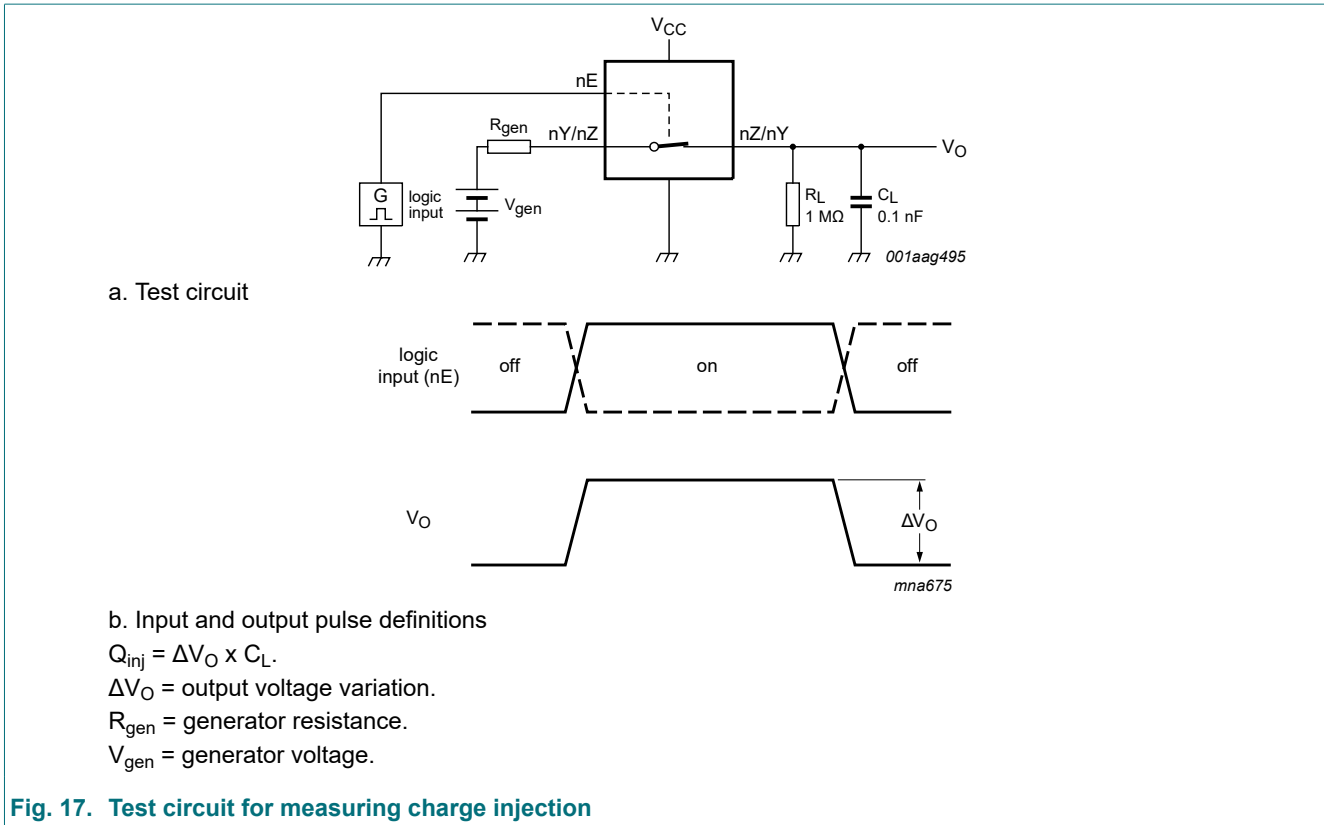 VCC
nE
Rgen
nY/nZ
nZ/nY
VO
G
logic
input
Vgen
RL
1 MΩ
CL
0.1 nF
001aag495
a. Test circuit
logic
input (nE)
off
on
off
VO
ΔVO
mna675
b. Input and output pulse definitions
Qinj = ΔVO x CL.
ΔVO = output voltage variation.
Rgen = generator resistance.
Vgen = generator voltage.
Fig. 17. Test circuit for measuring charge injection